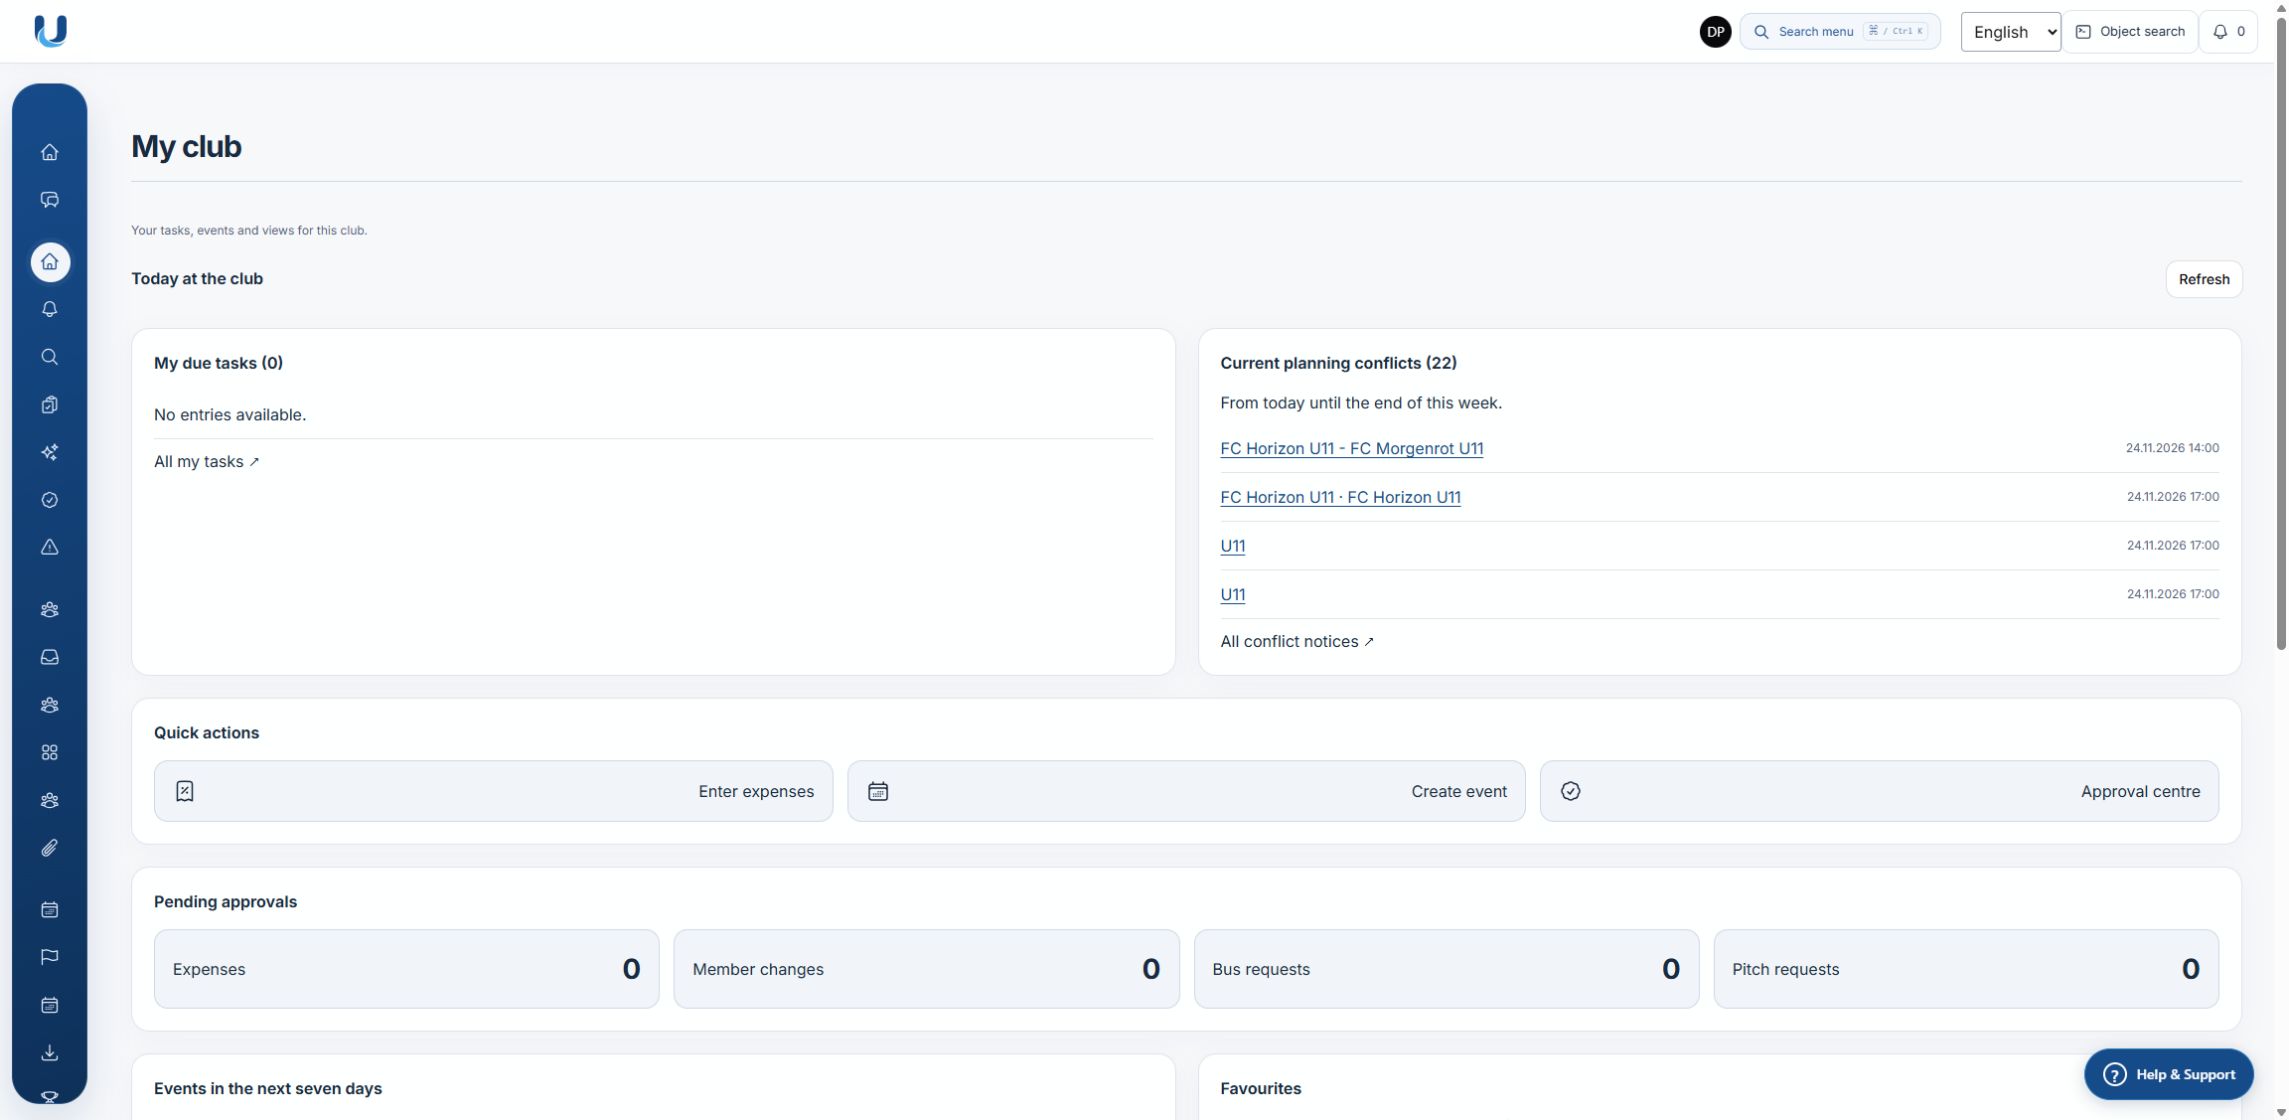 DP
Search menu
⌘ / Ctrl K
English
Object search
0
My club
Your tasks, events and views for this club.
Today at the club
Refresh
My due tasks (0)
No entries available.
All my tasks ↗
Current planning conflicts (22)
From today until the end of this week.
FC Horizon U11 - FC Morgenrot U11 24.11.2026 14:00
FC Horizon U11 · FC Horizon U11 24.11.2026 17:00
U11 24.11.2026 17:00
U11 24.11.2026 17:00
All conflict notices ↗
Quick actions
Enter expenses
Create event
Approval centre
Pending approvals
Expenses 0
Member changes 0
Bus requests 0
Pitch requests 0
Events in the next seven days
Favourites
Help & Support